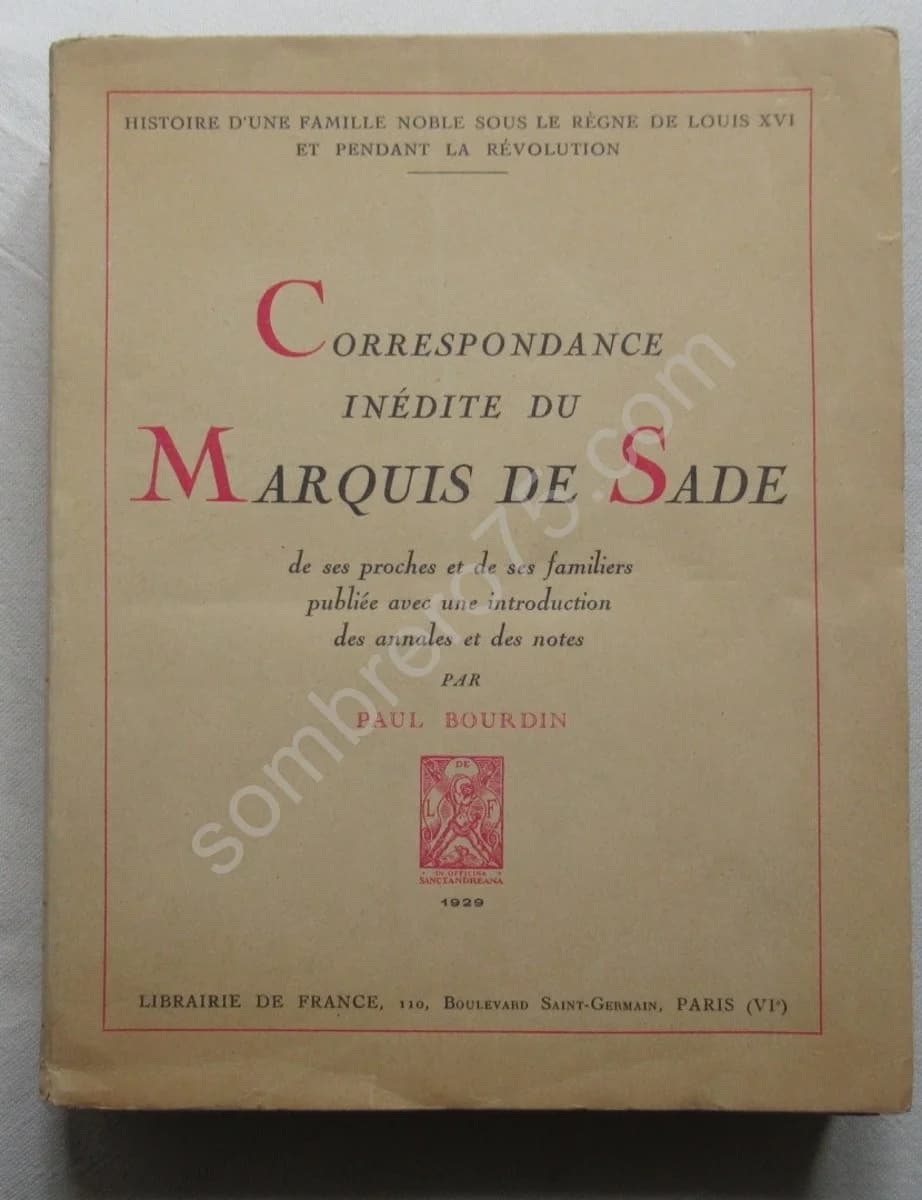 HISTOIRE D'UNE FAMILLE NOBLE SOUS LE RÈGNE DE LOUIS XVI
ET PENDANT LA RÉVOLUTION
CORRESPONDANCE
INÉDITE DU
MARQUIS DE SADE
de ses proches et de ses familiers
publiée avec une introduction
des annales et des notes
PAR
PAUL BOURDIN
DE
L F
IN OFFICINA
SANCTANDREANA
1929
LIBRAIRIE DE FRANCE, 110, BOULEVARD SAINT-GERMAIN, PARIS (VIe)
sombrero75.com